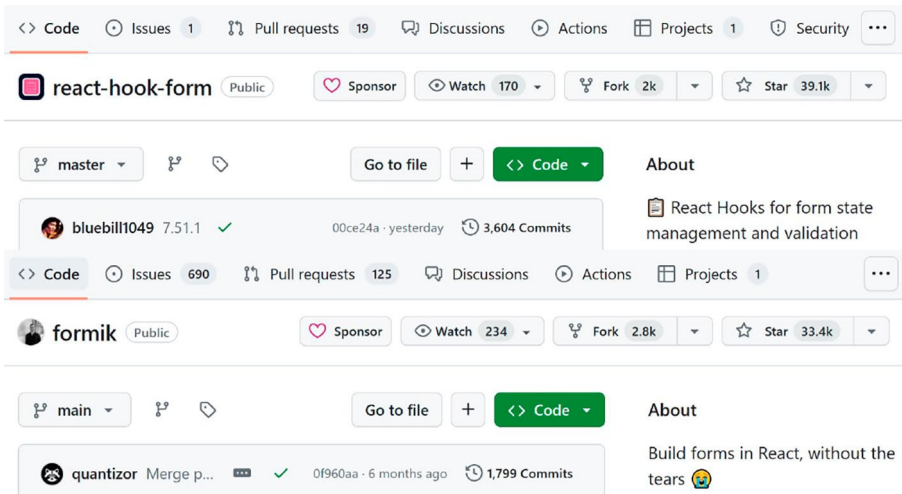 Code Issues 1 Pull requests 19 Discussions Actions Projects 1 Security ...
react-hook-form Public Sponsor Watch 170 Fork 2k Star 39.1k
master Go to file + <> Code About
📋 React Hooks for form state
management and validation
bluebill1049 7.51.1 00ce24a · yesterday 3,604 Commits
Code Issues 690 Pull requests 125 Discussions Actions Projects 1 ...
formik Public Sponsor Watch 234 Fork 2.8k Star 33.4k
main Go to file + <> Code About
Build forms in React, without the
tears 😭
quantizor Merge p... 0f960aa · 6 months ago 1,799 Commits